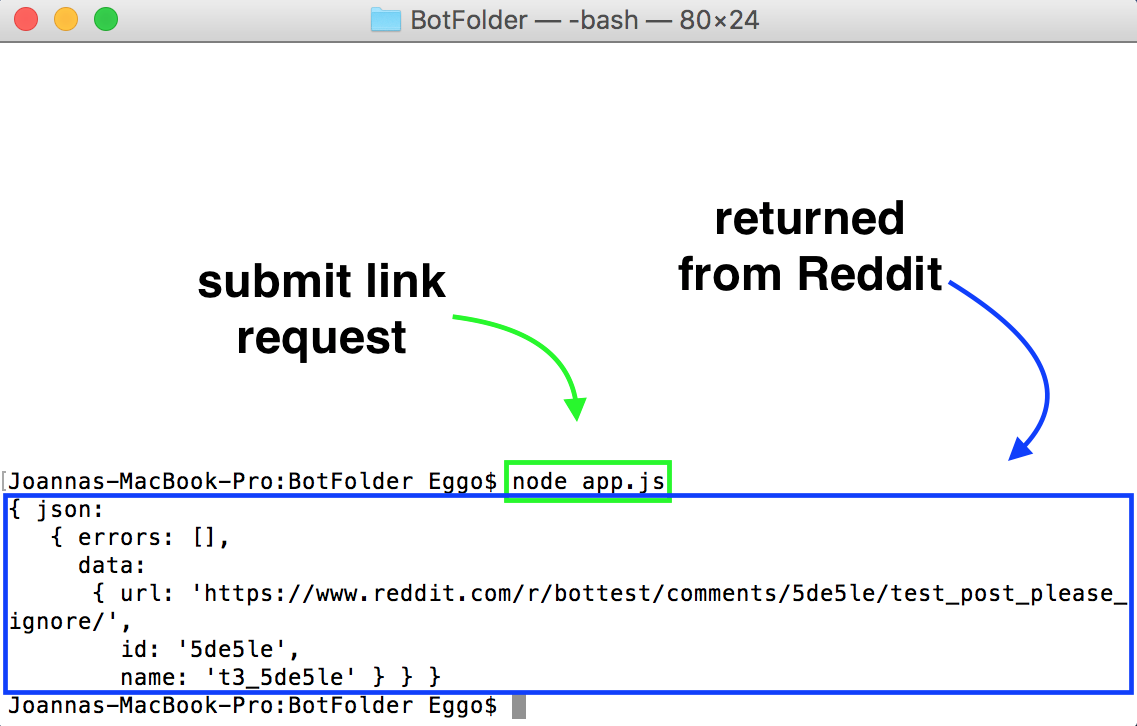 BotFolder — -bash — 80×24
returned
from Reddit
submit link
request
[Joannas-MacBook-Pro:BotFolder Eggo$ node app.js
{ json:
   { errors: [],
     data:
      { url: 'https://www.reddit.com/r/bottest/comments/5de5le/test_post_please_
ignore/',
        id: '5de5le',
        name: 't3_5de5le' } } }
Joannas-MacBook-Pro:BotFolder Eggo$